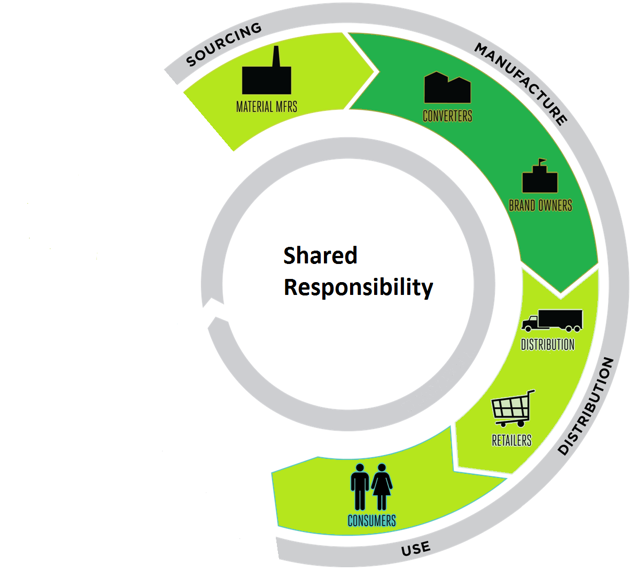 SOURCING
MATERIAL MFRS
MANUFACTURE
CONVERTERS
BRAND OWNERS
Shared
Responsibility
DISTRIBUTION
RETAILERS
DISTRIBUTION
CONSUMERS
USE